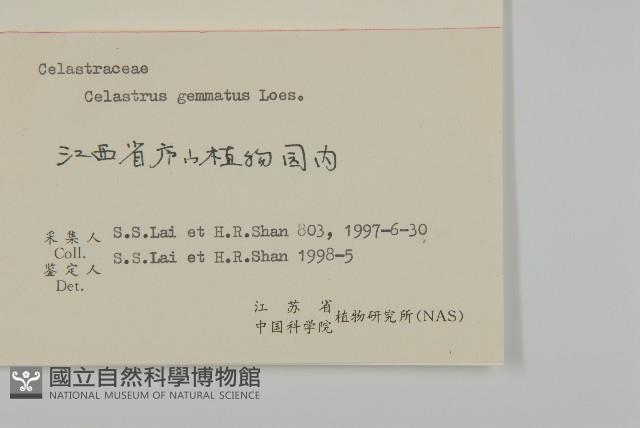 Celastraceae
Celastrus gemmatus Loes.
江西省庐山植物园内
采集人 S.S.Lai et H.R.Shan 803, 1997-6-30
Coll.
鉴定人 S.S.Lai et H.R.Shan 1998-5
Det.
江苏省
中国科学院 植物研究所(NAS)
國立自然科學博物館
NATIONAL MUSEUM OF NATURAL SCIENCE